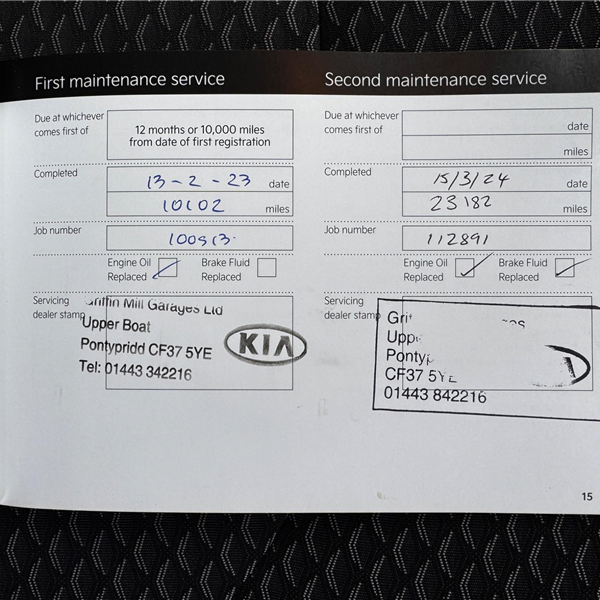 First maintenance service
Due at whichever comes first of
12 months or 10,000 miles
from date of first registration
Completed
13 - 2 - 23 date
10102 miles
Job number
100513
Engine Oil Replaced
Brake Fluid Replaced
Servicing dealer stamp
Griffin Mill Garages Ltd
Upper Boat
Pontypridd CF37 5YE
Tel: 01443 342216
KIA
Second maintenance service
Due at whichever comes first of
date
miles
Completed
15/3/24 date
23182 miles
Job number
112891
Engine Oil Replaced
Brake Fluid Replaced
Servicing dealer stamp
CF37 5YE
01443 842216
15